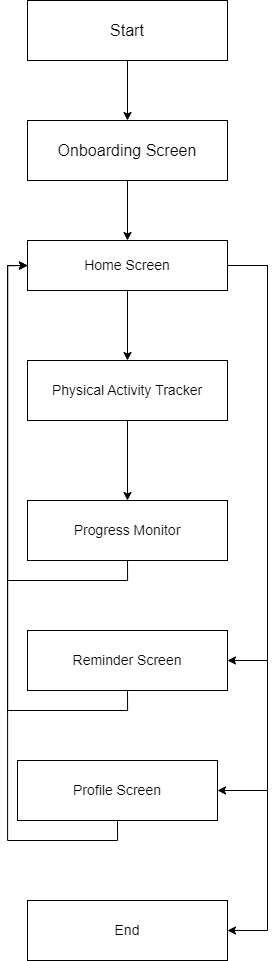 Start
Onboarding Screen
Home Screen
Physical Activity Tracker
Progress Monitor
Reminder Screen
Profile Screen
End